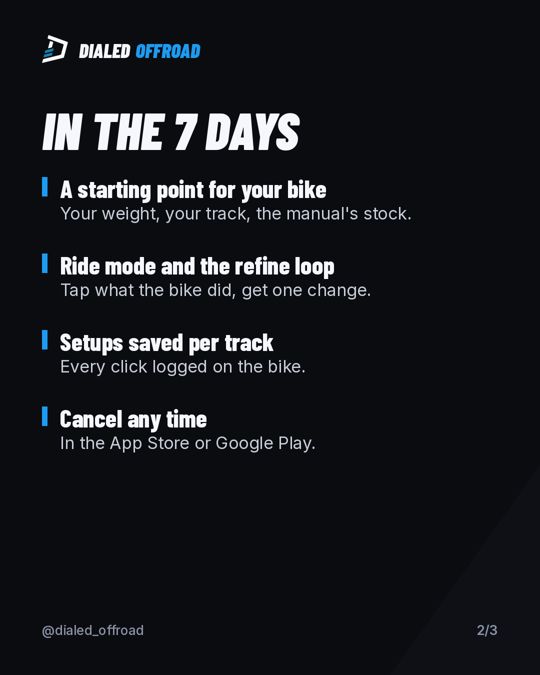 DIALED OFFROAD
IN THE 7 DAYS
A starting point for your bike
Your weight, your track, the manual's stock.
Ride mode and the refine loop
Tap what the bike did, get one change.
Setups saved per track
Every click logged on the bike.
Cancel any time
In the App Store or Google Play.
@dialed_offroad
2/3